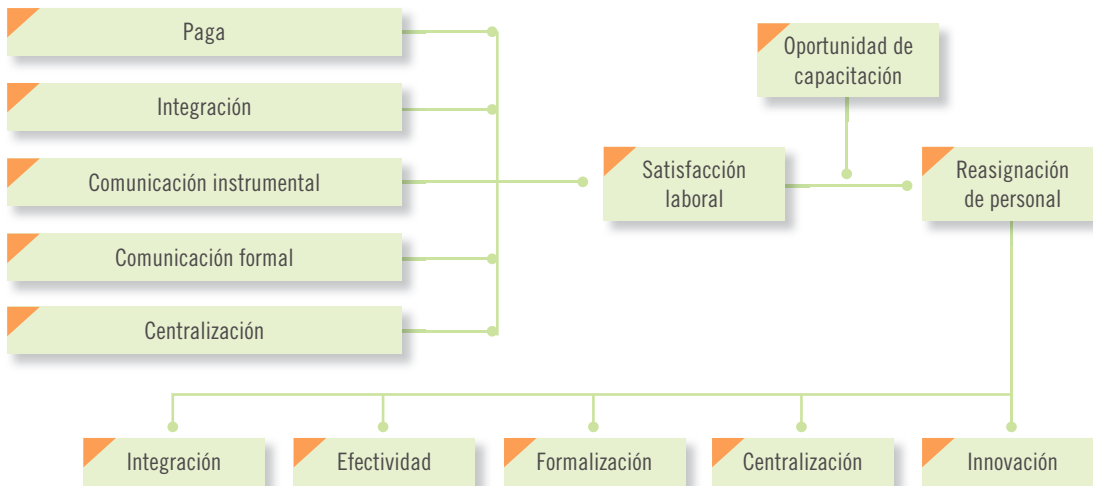 Paga
Integración
Comunicación instrumental
Comunicación formal
Centralización
Satisfacción
laboral
Oportunidad de
capacitación
Reasignación
de personal
Integración
Efectividad
Formalización
Centralización
Innovación